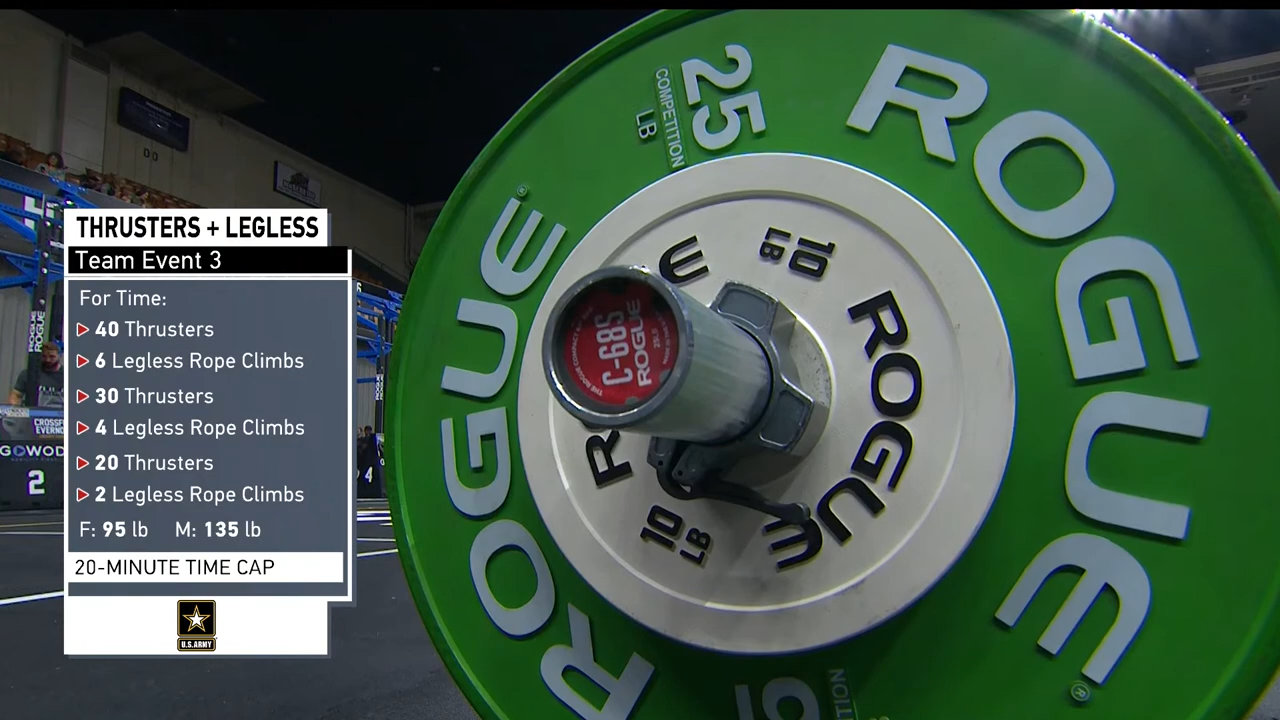 THRUSTERS + LEGLESS
Team Event 3
For Time:
40 Thrusters
6 Legless Rope Climbs
30 Thrusters
4 Legless Rope Climbs
20 Thrusters
2 Legless Rope Climbs
F: 95 lb M: 135 lb
20-MINUTE TIME CAP
U.S.ARMY
ROGUE
ROGUE
GOWOD
2
4
25
COMPETITION
LB
ROGUE
ROGUE
10
LB
ROGUE
10
LB
C-68S
ROGUE